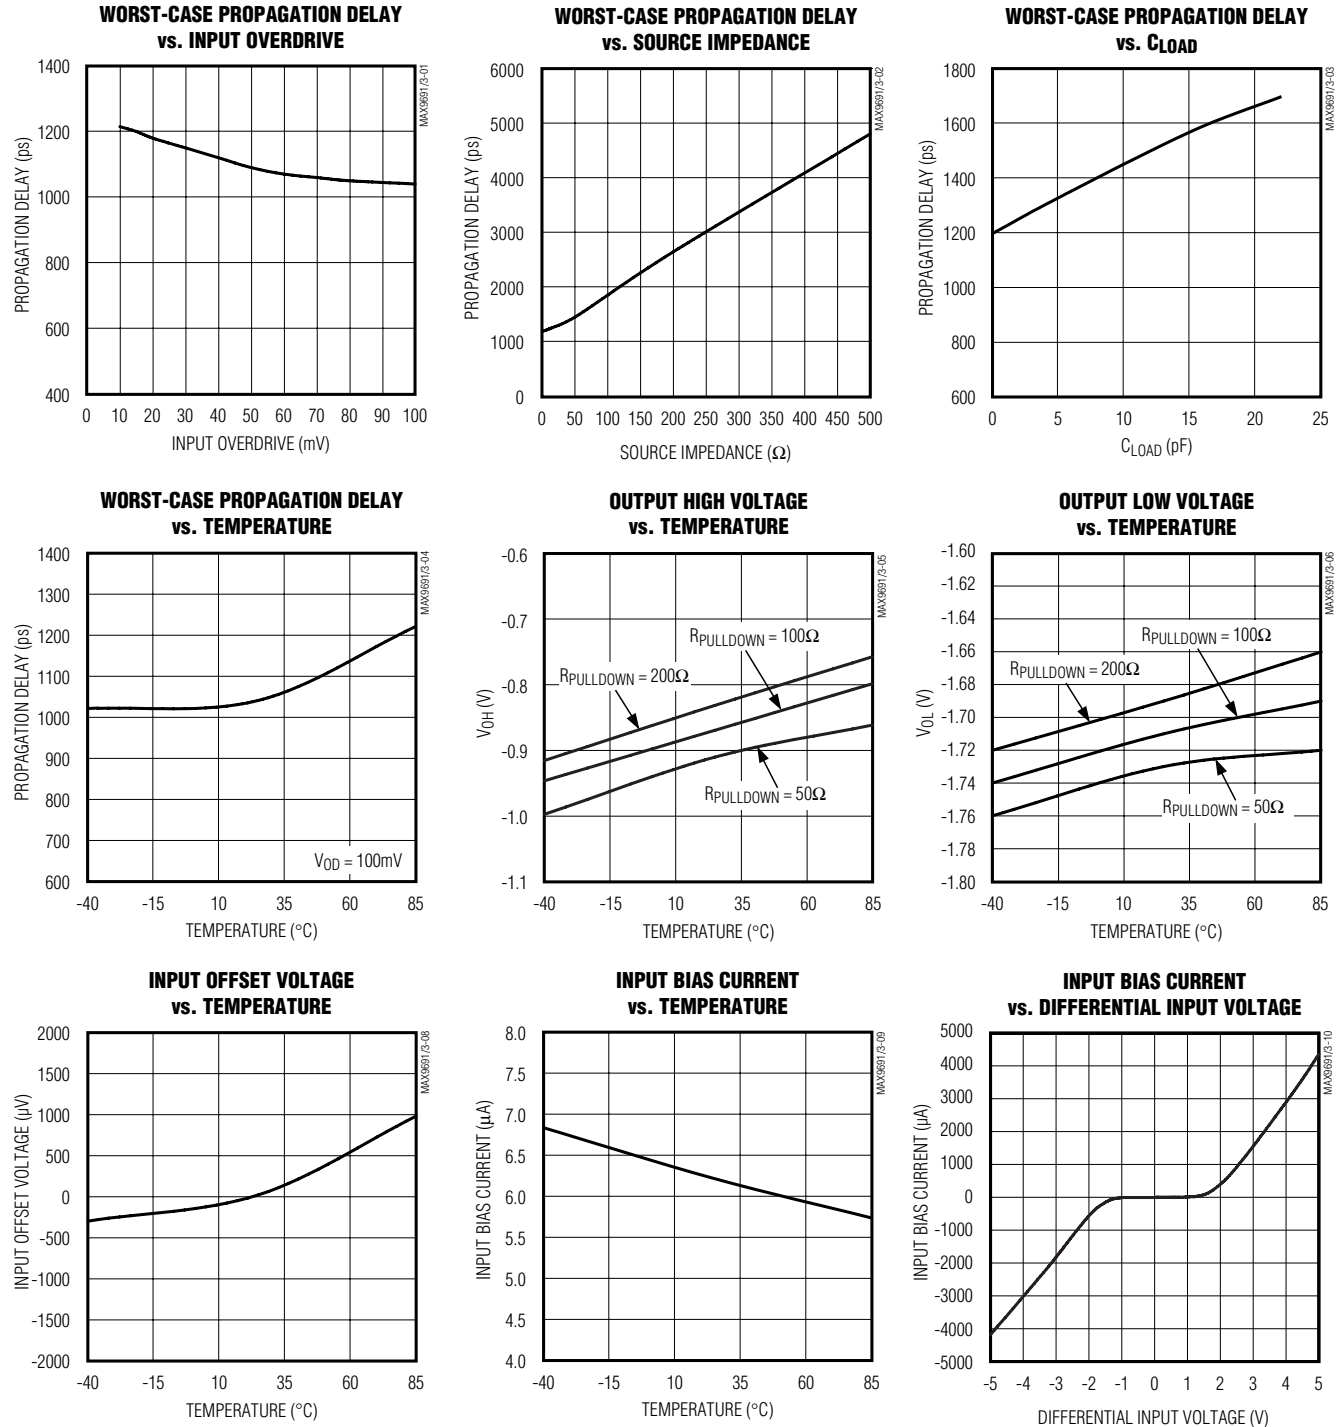 WORST-CASE PROPAGATION DELAY
vs. INPUT OVERDRIVE
MAX9691/3-01
PROPAGATION DELAY (ps)
1400
1200
1000
800
600
400
0 10 20 30 40 50 60 70 80 90 100
INPUT OVERDRIVE (mV)
WORST-CASE PROPAGATION DELAY
vs. SOURCE IMPEDANCE
MAX9691/3-02
PROPAGATION DELAY (ps)
6000
5000
4000
3000
2000
1000
0
0 50 100 150 200 250 300 350 400 450 500
SOURCE IMPEDANCE (Ω)
WORST-CASE PROPAGATION DELAY
vs. CLOAD
MAX9691/3-03
PROPAGATION DELAY (ps)
1800
1600
1400
1200
1000
800
600
0 5 10 15 20 25
CLOAD (pF)
WORST-CASE PROPAGATION DELAY
vs. TEMPERATURE
MAX9691/3-04
PROPAGATION DELAY (ps)
1400
1300
1200
1100
1000
900
800
700
600
VOD = 100mV
-40 -15 10 35 60 85
TEMPERATURE (°C)
OUTPUT HIGH VOLTAGE
vs. TEMPERATURE
MAX9691/3-05
VOH (V)
-0.6
-0.7
-0.8
-0.9
-1.0
-1.1
RPULLDOWN = 100Ω
RPULLDOWN = 200Ω
RPULLDOWN = 50Ω
-40 -15 10 35 60 85
TEMPERATURE (°C)
OUTPUT LOW VOLTAGE
vs. TEMPERATURE
MAX9691/3-06
VOL (V)
-1.60
-1.62
-1.64
-1.66
-1.68
-1.70
-1.72
-1.74
-1.76
-1.78
-1.80
RPULLDOWN = 100Ω
RPULLDOWN = 200Ω
RPULLDOWN = 50Ω
-40 -15 10 35 60 85
TEMPERATURE (°C)
INPUT OFFSET VOLTAGE
vs. TEMPERATURE
MAX9691/3-08
INPUT OFFSET VOLTAGE (µV)
2000
1500
1000
500
0
-500
-1000
-1500
-2000
-40 -15 10 35 60 85
TEMPERATURE (°C)
INPUT BIAS CURRENT
vs. TEMPERATURE
MAX9691/3-09
INPUT BIAS CURRENT (µA)
8.0
7.5
7.0
6.5
6.0
5.5
5.0
4.5
4.0
-40 -15 10 35 60 85
TEMPERATURE (°C)
INPUT BIAS CURRENT
vs. DIFFERENTIAL INPUT VOLTAGE
MAX9691/3-10
INPUT BIAS CURRENT (µA)
5000
4000
3000
2000
1000
0
-1000
-2000
-3000
-4000
-5000
-5 -4 -3 -2 -1 0 1 2 3 4 5
DIFFERENTIAL INPUT VOLTAGE (V)